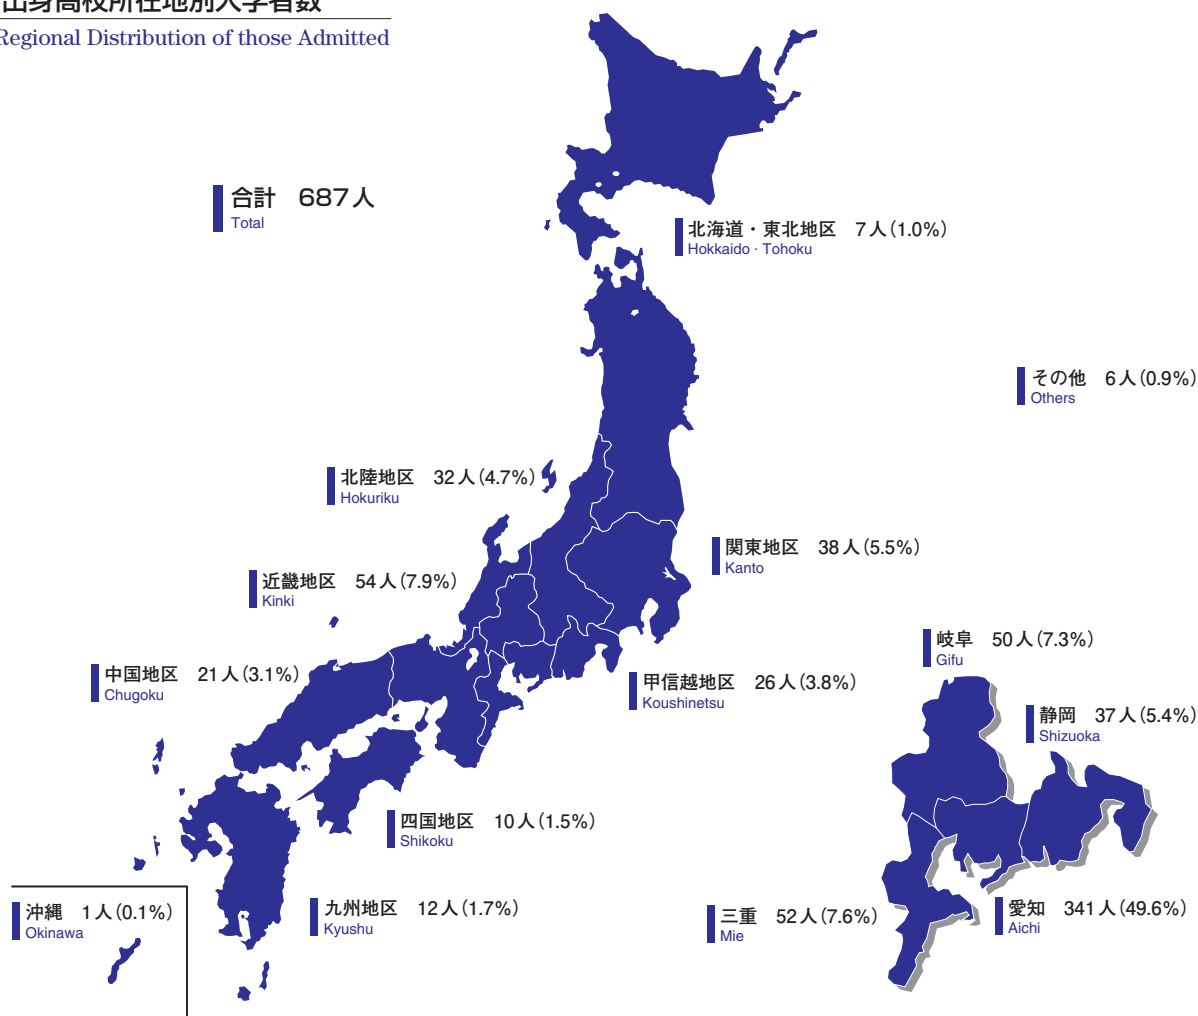 出身高校所在地別入学者数
Regional Distribution of those Admitted
合計 687人
Total
北海道・東北地区 7人(1.0%)
Hokkaido · Tohoku
その他 6人(0.9%)
Others
北陸地区 32人(4.7%)
Hokuriku
関東地区 38人(5.5%)
Kanto
近畿地区 54人(7.9%)
Kinki
岐阜 50人(7.3%)
Gifu
中国地区 21人(3.1%)
Chugoku
甲信越地区 26人(3.8%)
Koushinetsu
静岡 37人(5.4%)
Shizuoka
四国地区 10人(1.5%)
Shikoku
九州地区 12人(1.7%)
Kyushu
沖縄 1人(0.1%)
Okinawa
三重 52人(7.6%)
Mie
愛知 341人(49.6%)
Aichi